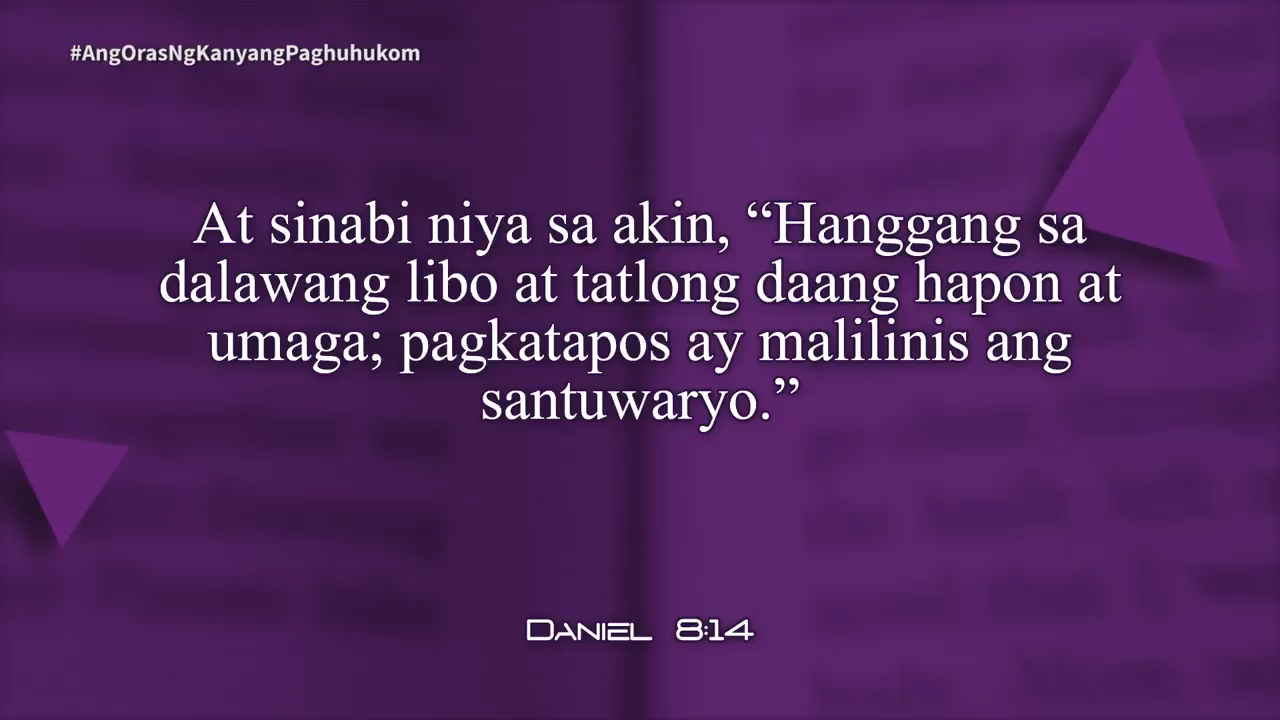 #AngOrasNgKanyangPaghuhukom
At sinabi niya sa akin, “Hanggang sa
dalawang libo at tatlong daang hapon at
umaga; pagkatapos ay malilinis ang
santuwaryo.”
Daniel 8:14